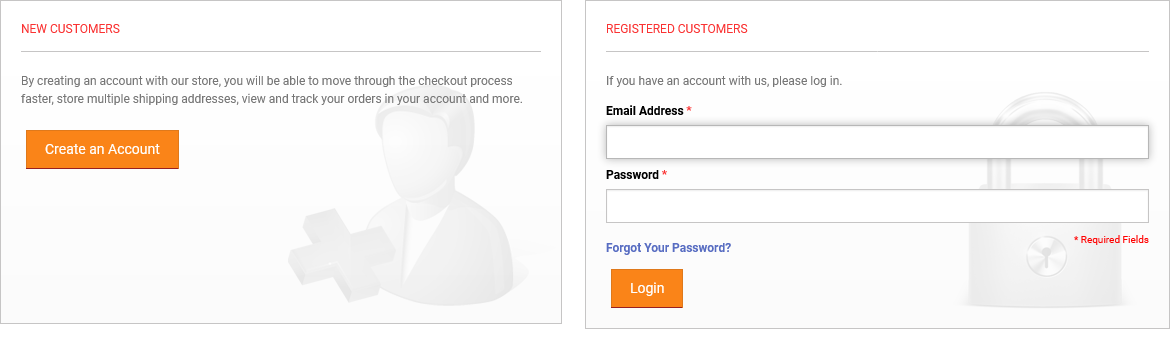 NEW CUSTOMERS
By creating an account with our store, you will be able to move through the checkout process
faster, store multiple shipping addresses, view and track your orders in your account and more.
Create an Account
REGISTERED CUSTOMERS
If you have an account with us, please log in.
Email Address *
Password *
* Required Fields
Forgot Your Password?
Login